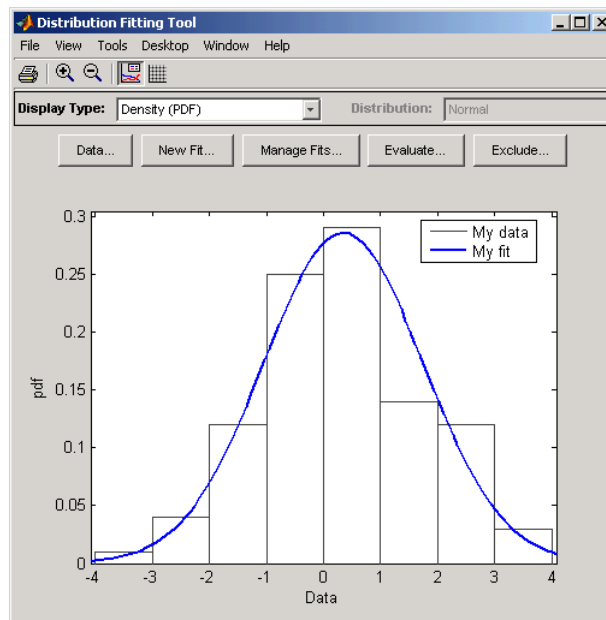 Distribution Fitting Tool
File View Tools Desktop Window Help
Display Type: Density (PDF) Distribution: Normal
Data... New Fit... Manage Fits... Evaluate... Exclude...
My data
My fit
0.3
0.25
0.2
0.15
0.1
0.05
0
pdf
-4 -3 -2 -1 0 1 2 3 4
Data